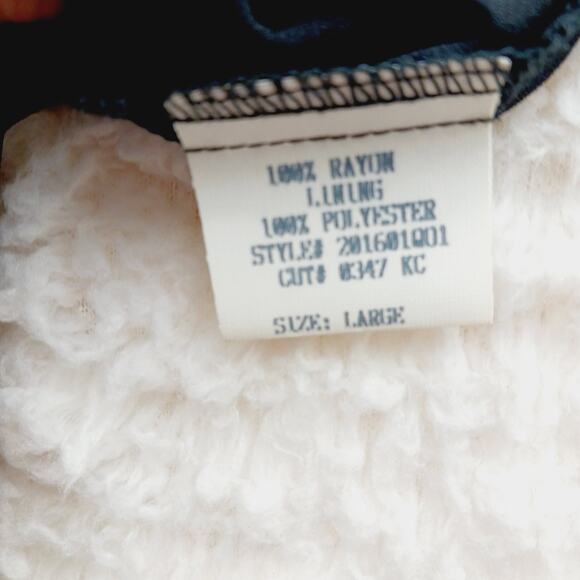 100% RAYON
LINING
100% POLYESTER
STYLE# 201601Q01
CUT# 0347 KC
SIZE: LARGE